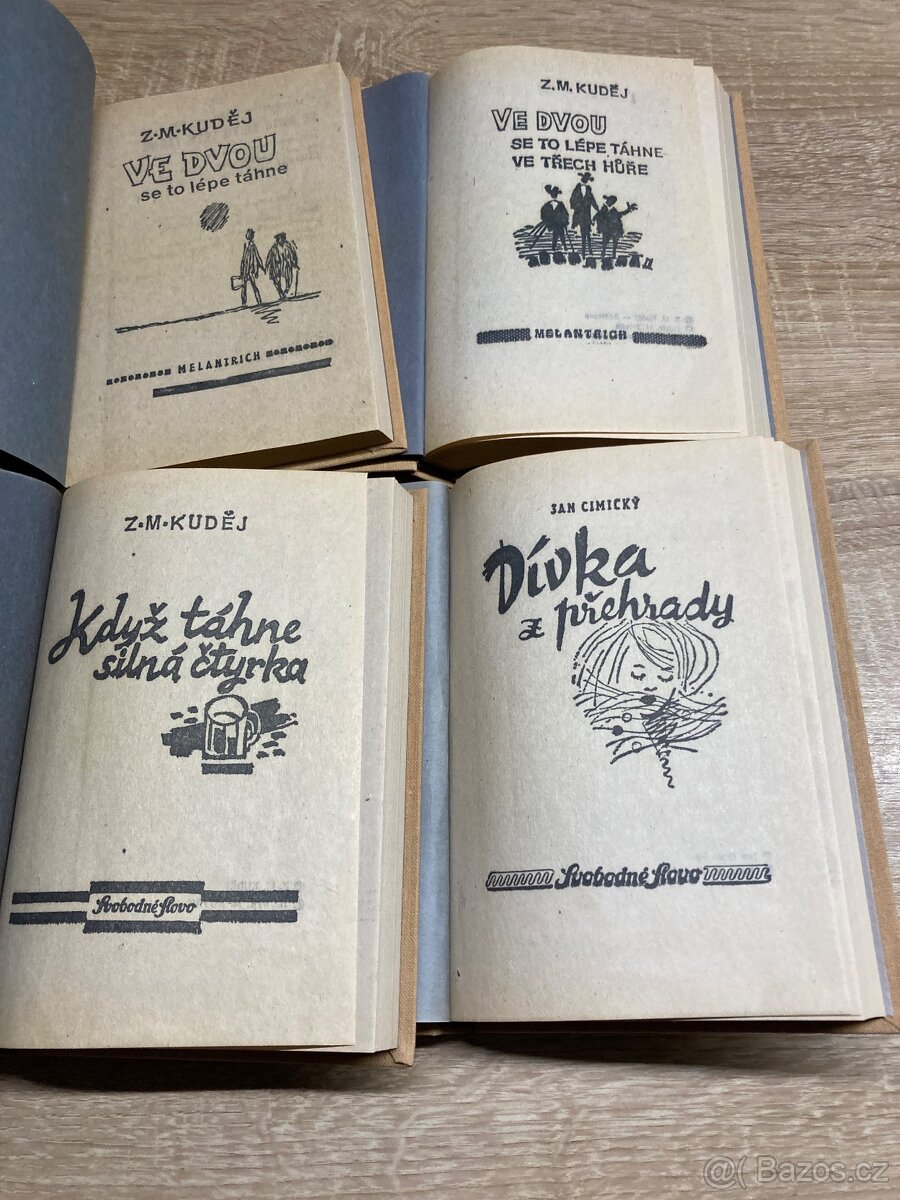 Z·M·KUDĚJ
VE DVOU
se to lépe táhne
MELANTRICH
Z. M. KUDĚJ
VE DVOU
SE TO LÉPE TÁHNE
VE TŘECH HŮŘE
MELANTRICH
Z·M·KUDĚJ
Když táhne
silná čtyrka
Svobodné slovo
JAN CIMICKÝ
Dívka
z přehrady
Svobodné slovo
@( Bazos.cz